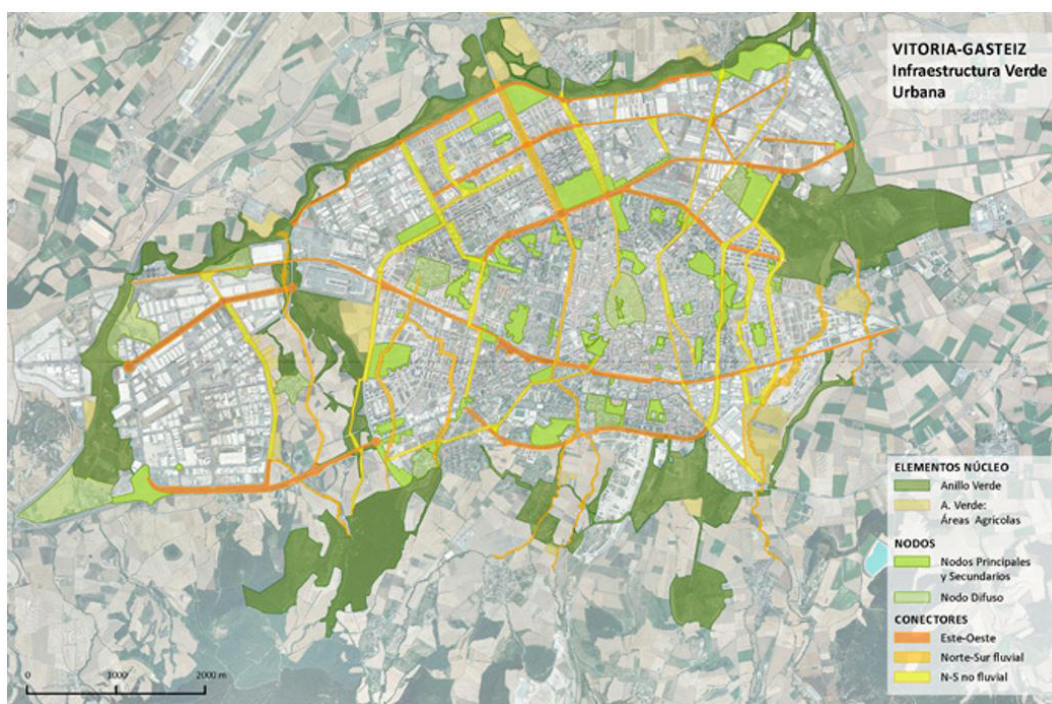 VITORIA-GASTEIZ
Infraestructura Verde
Urbana
ELEMENTOS NÚCLEO
Anillo Verde
A. Verde:
Áreas Agrícolas
NODOS
Nodos Principales
y Secundarios
Nodo Difuso
CONECTORES
Este-Oeste
Norte-Sur fluvial
N-S no fluvial
0 1000 2000 m